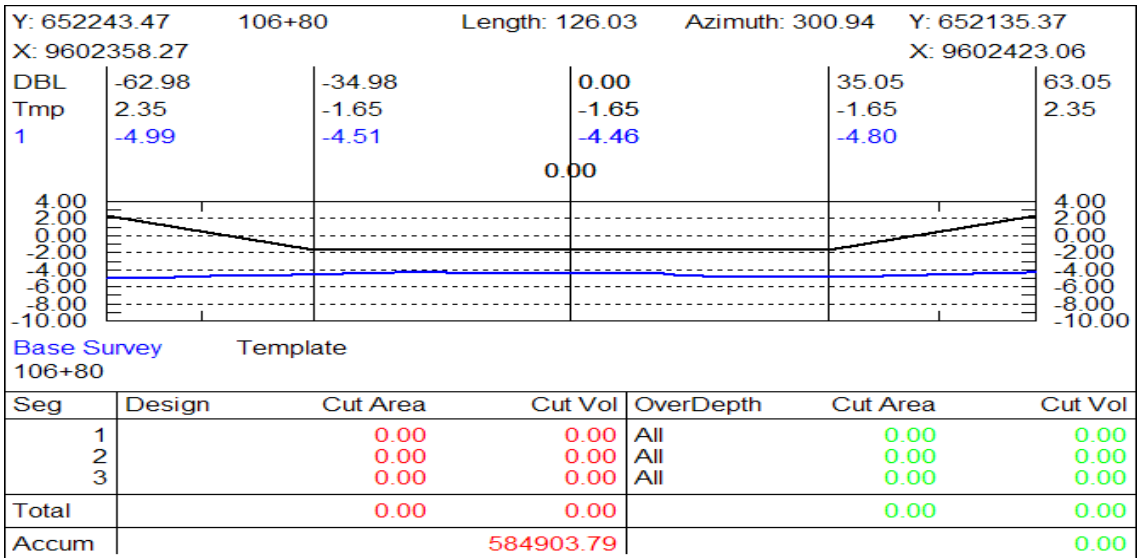 Y: 652243.47 106+80 Length: 126.03 Azimuth: 300.94 Y: 652135.37
X: 9602358.27 X: 9602423.06
DBL -62.98 -34.98 0.00 35.05 63.05
Tmp 2.35 -1.65 -1.65 -1.65 2.35
1 -4.99 -4.51 -4.46 -4.80
0.00
4.00 4.00
2.00 2.00
0.00 0.00
-2.00 -2.00
-4.00 -4.00
-6.00 -6.00
-8.00 -8.00
-10.00 -10.00
Base Survey Template
106+80
Seg Design Cut Area Cut Vol OverDepth Cut Area Cut Vol
1 0.00 0.00 All 0.00 0.00
2 0.00 0.00 All 0.00 0.00
3 0.00 0.00 All 0.00 0.00
Total 0.00 0.00 0.00 0.00
Accum 584903.79 0.00